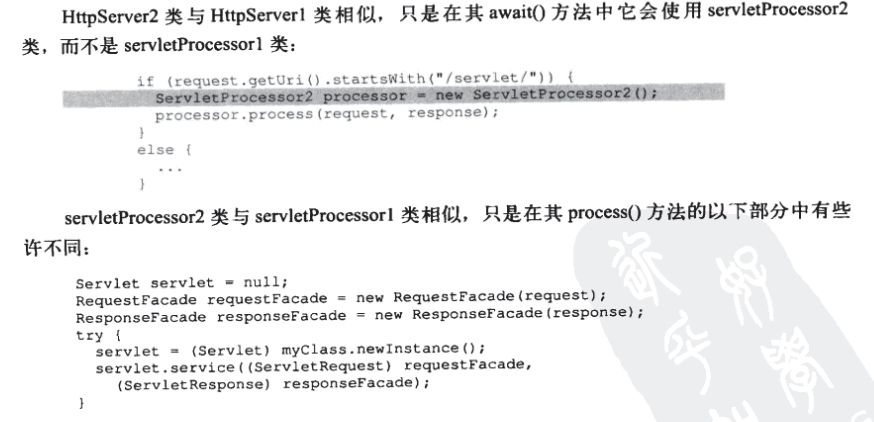 HttpServer2 类与 HttpServer1 类相似，只是在其 await() 方法中它会使用 servletProcessor2
类，而不是 servletProcessor1 类：
if (request.getUri().startsWith("/servlet/")) {
ServletProcessor2 processor = new ServletProcessor2();
processor.process(request, response);
}
else {
...
}
servletProcessor2 类与 servletProcessor1 类相似，只是在其 process() 方法的以下部分中有些
许不同：
Servlet servlet = null;
RequestFacade requestFacade = new RequestFacade(request);
ResponseFacade responseFacade = new ResponseFacade(response);
try {
servlet = (Servlet) myClass.newInstance();
servlet.service((ServletRequest) requestFacade,
(ServletResponse) responseFacade);
}